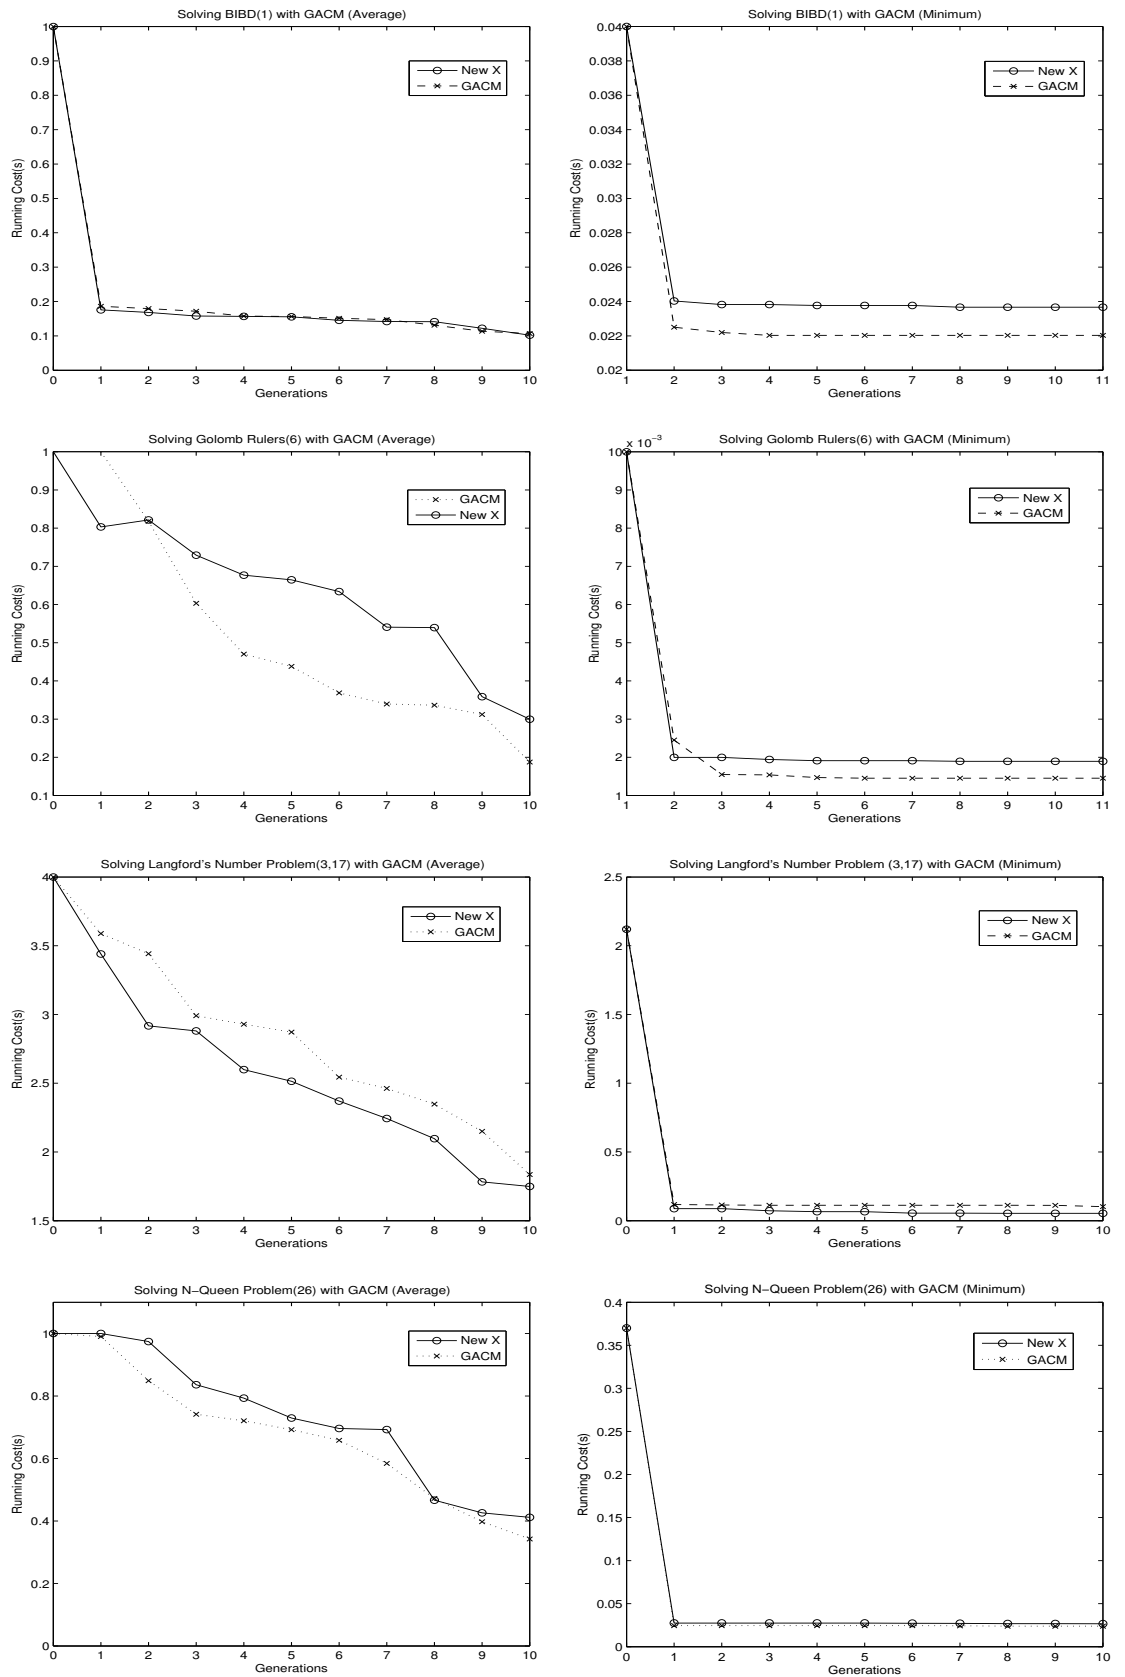 Solving BIBD(1) with GACM (Average)
Running Cost(s)
1
0.9
0.8
0.7
0.6
0.5
0.4
0.3
0.2
0.1
0
New X
GACM
0 1 2 3 4 5 6 7 8 9 10
Generations
Solving BIBD(1) with GACM (Minimum)
Running Cost(s)
0.04
0.038
0.036
0.034
0.032
0.03
0.028
0.026
0.024
0.022
0.02
New X
GACM
1 2 3 4 5 6 7 8 9 10 11
Generations
Solving Golomb Rulers(6) with GACM (Average)
Running Cost(s)
1
0.9
0.8
0.7
0.6
0.5
0.4
0.3
0.2
0.1
GACM
New X
0 1 2 3 4 5 6 7 8 9 10
Generations
Solving Golomb Rulers(6) with GACM (Minimum)
x 10−3
Running Cost(s)
10
9
8
7
6
5
4
3
2
1
New X
GACM
1 2 3 4 5 6 7 8 9 10 11
Generations
Solving Langford's Number Problem(3,17) with GACM (Average)
Running Cost(s)
4
3.5
3
2.5
2
1.5
New X
GACM
0 1 2 3 4 5 6 7 8 9 10
Generations
Solving Langford's Number Problem (3,17) with GACM (Minimum)
Running Cost(s)
2.5
2
1.5
1
0.5
0
New X
GACM
0 1 2 3 4 5 6 7 8 9 10
Generations
Solving N−Queen Problem(26) with GACM (Average)
Running Cost(s)
1
0.8
0.6
0.4
0.2
0
New X
GACM
0 1 2 3 4 5 6 7 8 9 10
Generations
Solving N−Queen Problem(26) with GACM (Minimum)
Running Cost(s)
0.4
0.35
0.3
0.25
0.2
0.15
0.1
0.05
0
New X
GACM
0 1 2 3 4 5 6 7 8 9 10
Generations